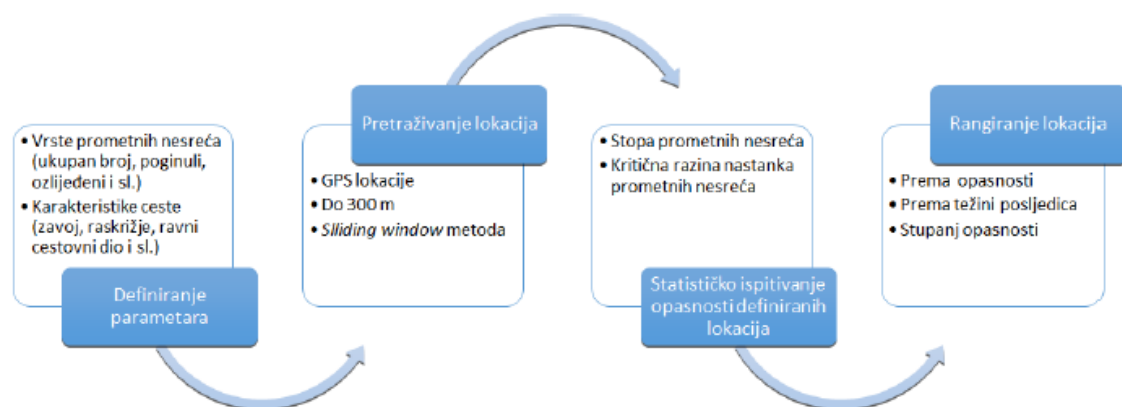 • Vrste prometnih nesreća
(ukupan broj, poginuli,
ozlijeđeni i sl.)
• Karakteristike ceste
(zavoj, raskrižje, ravni
cestovni dio i sl.)
Definiranje
parametara
Pretraživanje lokacija
• GPS lokacije
• Do 300 m
• Slliding window metoda
• Stopa prometnih nesreća
• Kritična razina nastanka
prometnih nesreća
Statističko ispitivanje
opasnosti definiranih
lokacija
Rangiranje lokacija
• Prema opasnosti
• Prema težini posljedica
• Stupanj opasnosti